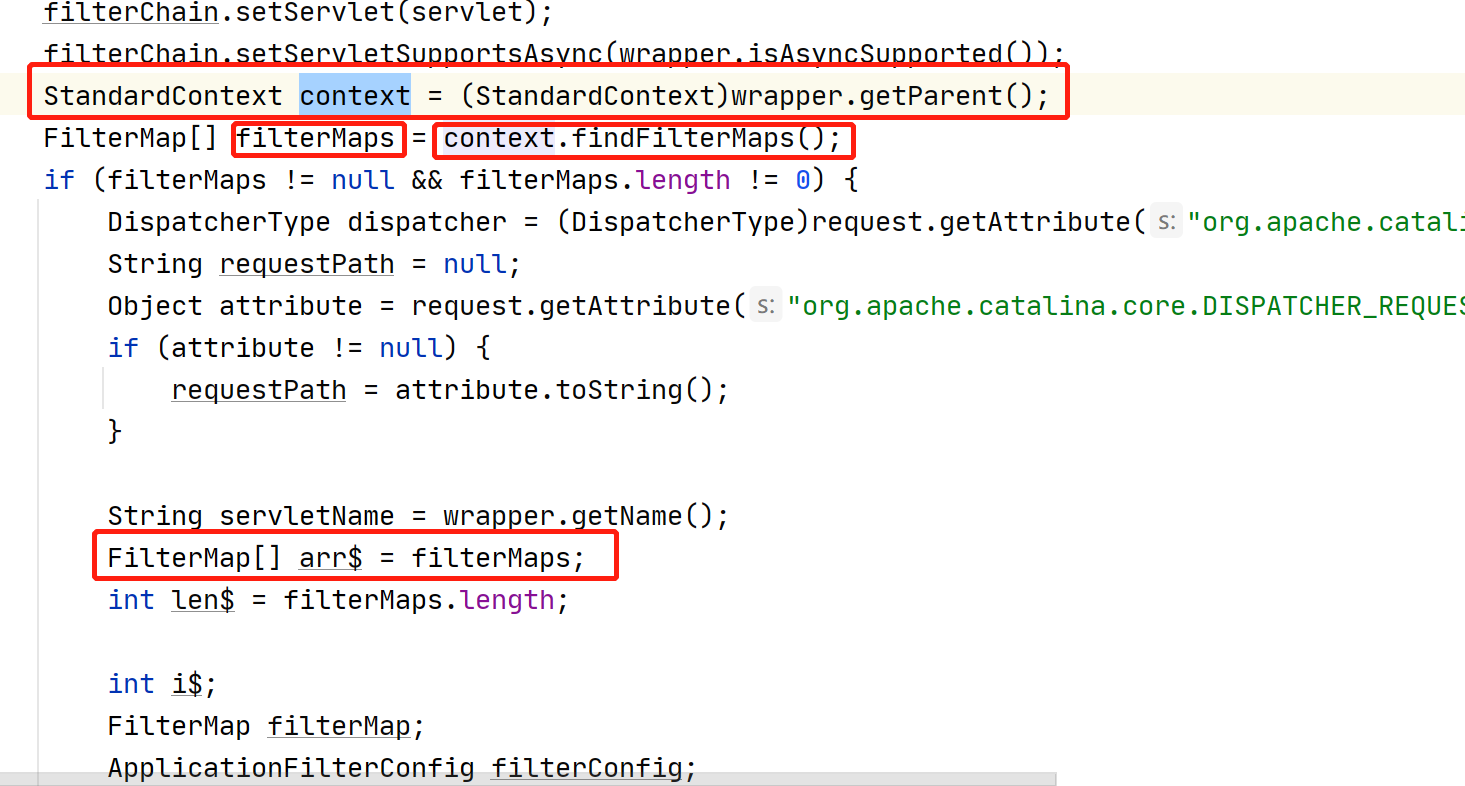 filterChain.setServlet(servlet);
filterChain.setServletSupportsAsync(wrapper.isAsyncSupported());
StandardContext context = (StandardContext)wrapper.getParent();
FilterMap[] filterMaps = context.findFilterMaps();
if (filterMaps != null && filterMaps.length != 0) {
DispatcherType dispatcher = (DispatcherType)request.getAttribute( s: "org.apache.catali
String requestPath = null;
Object attribute = request.getAttribute( s: "org.apache.catalina.core.DISPATCHER_REQUES
if (attribute != null) {
requestPath = attribute.toString();
}
String servletName = wrapper.getName();
FilterMap[] arr$ = filterMaps;
int len$ = filterMaps.length;
int i$;
FilterMap filterMap;
ApplicationFilterConfig filterConfig;